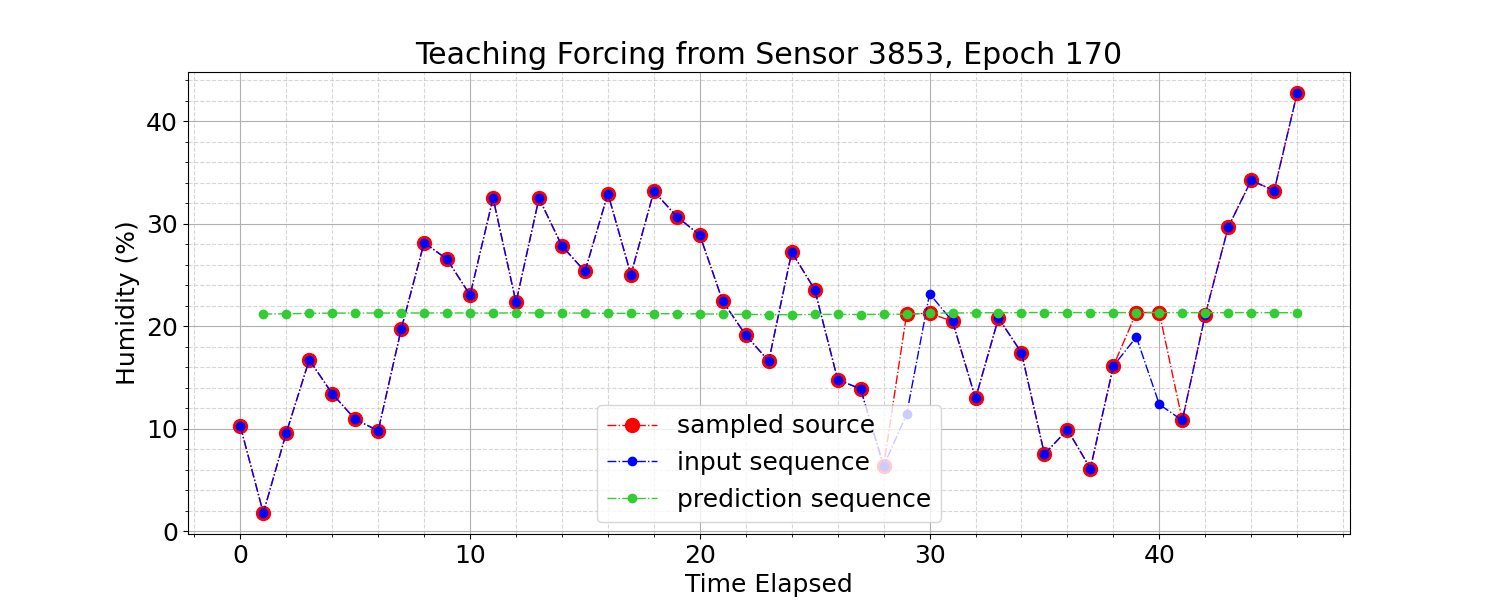 Teaching Forcing from Sensor 3853, Epoch 170
Humidity (%)
40
30
20
10
0
sampled source
input sequence
prediction sequence
0 10 20 30 40
Time Elapsed